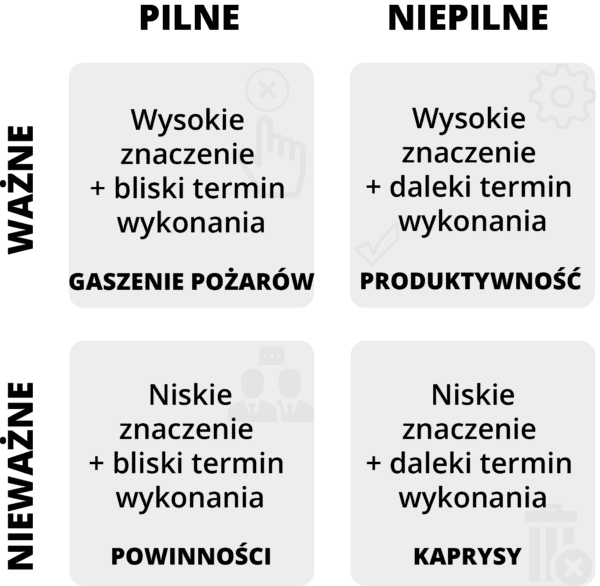 PILNE
NIEPILNE
WAŻNE
Wysokie
znaczenie
+ bliski termin
wykonania
GASZENIE POŻARÓW
Wysokie
znaczenie
+ daleki termin
wykonania
PRODUKTYWNOŚĆ
NIEWAŻNE
Niskie
znaczenie
+ bliski termin
wykonania
POWINNOŚCI
Niskie
znaczenie
+ daleki termin
wykonania
KAPRYSY